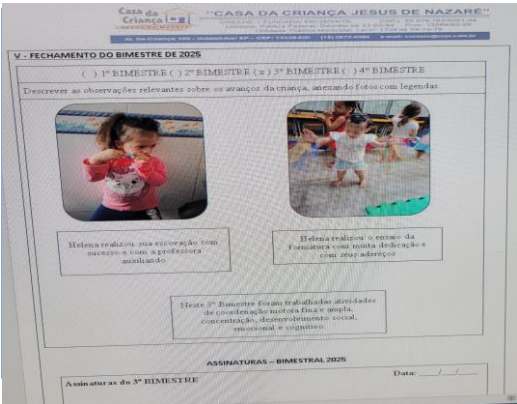 Casa da
Criança
"CASA DA CRIANÇA JESUS DE NAZARÉ"
V - FECHAMENTO DO BIMESTRE DE 2025
( ) 1º BIMESTRE ( ) 2º BIMESTRE ( x ) 3º BIMESTRE ( ) 4º BIMESTRE
Descrever as observações relevantes sobre os avanços da criança, anexando fotos com legendas
Helena realizou sua escovação com
sucesso e com a professora
auxiliando.
Helena realizou o ensaio da
formatura com muita dedicação e
com seus adereços
Neste 3º Bimestre foram trabalhadas atividades
de coordenação motora fina e ampla,
concentração, desenvolvimento social,
emocional e cognitivo
ASSINATURAS – BIMESTRAL 2025
Assinaturas do 3º BIMESTRE
Data: ___/___/___